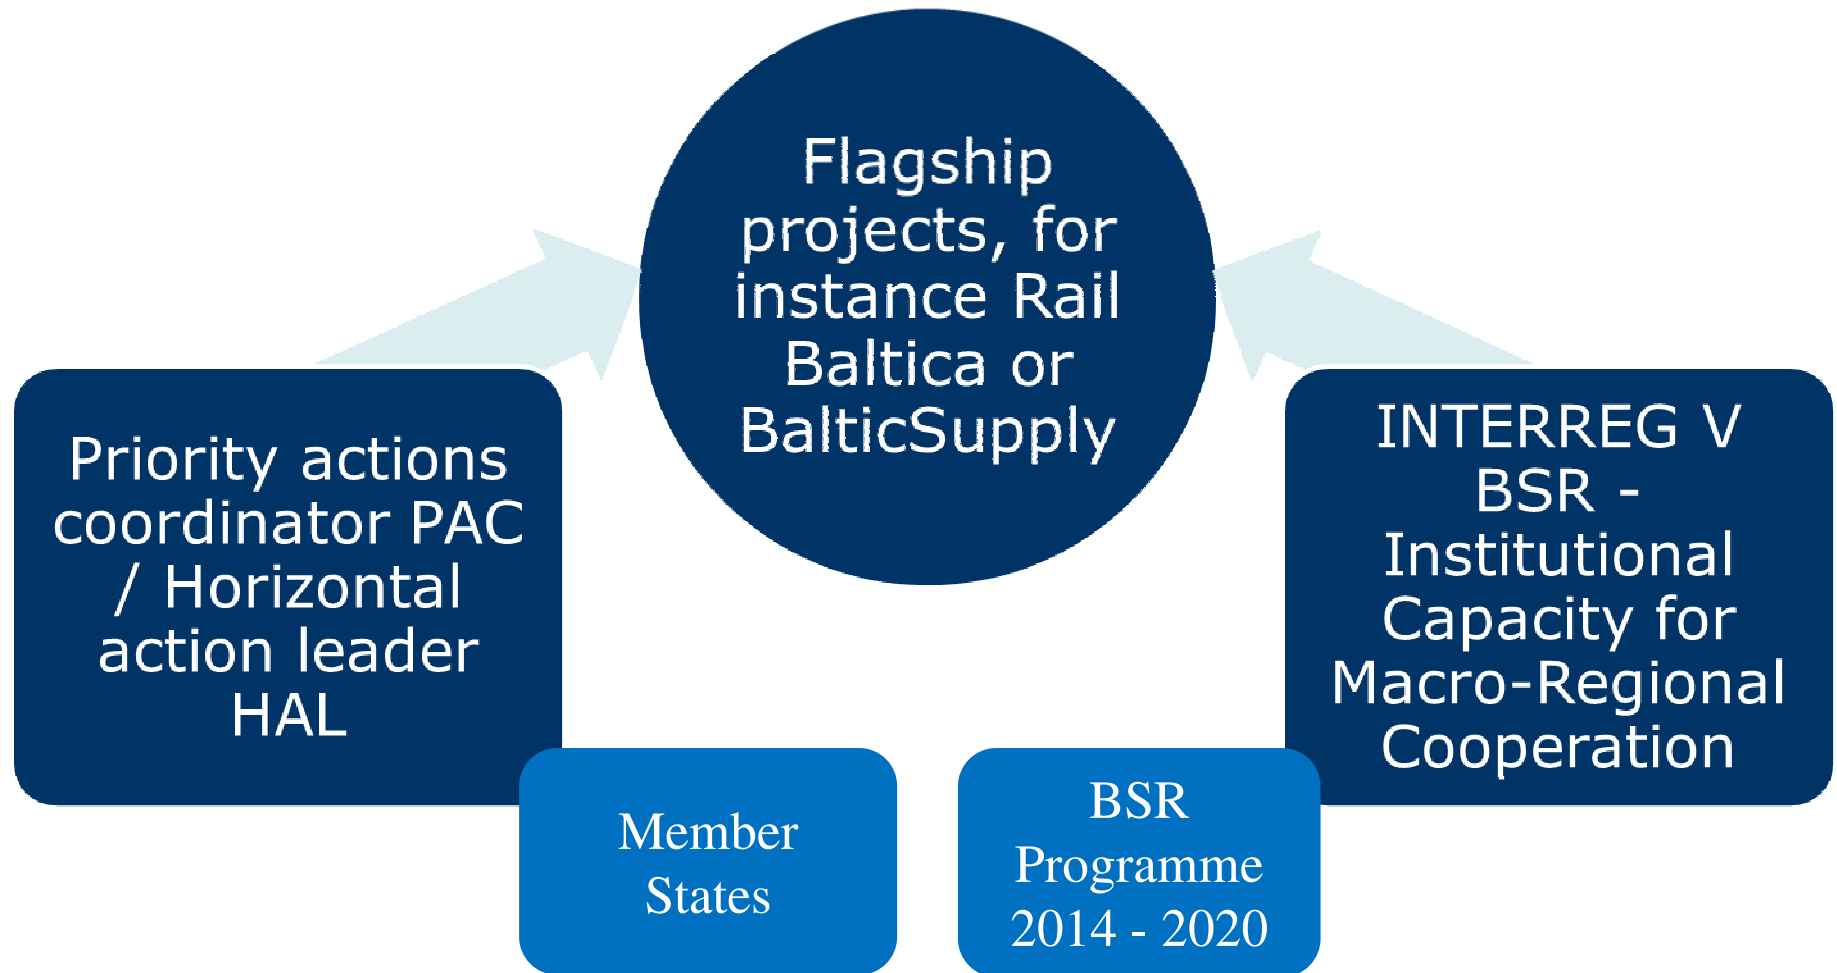 Flagship
projects, for
instance Rail
Baltica or
BalticSupply
Priority actions
coordinator PAC
/ Horizontal
action leader
HAL
INTERREG V
BSR -
Institutional
Capacity for
Macro-Regional
Cooperation
Member
States
BSR
Programme
2014 - 2020